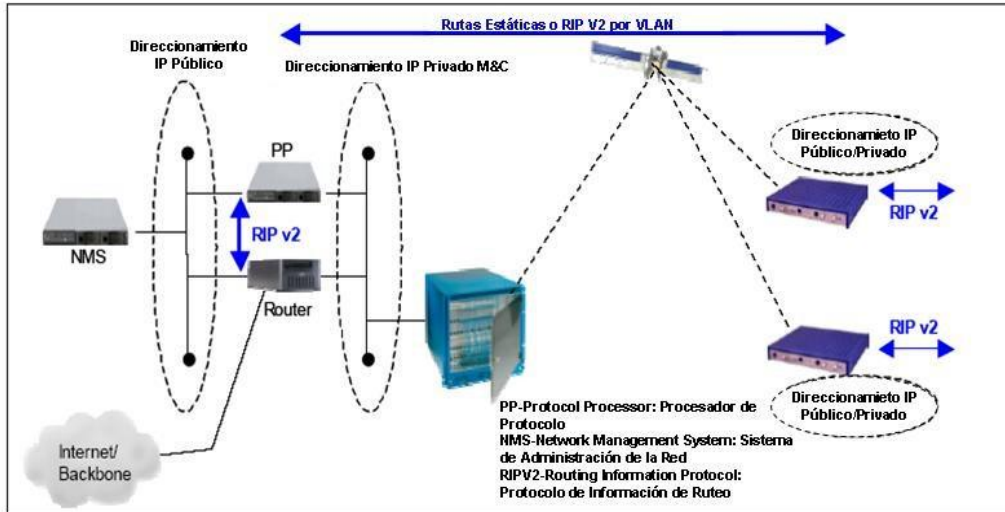 Rutas Estáticas o RIP V2 por VLAN
Direccionamiento
IP Público
Direccionamiento IP Privado M&C
PP
NMS
RIP v2
Router
Internet/
Backbone
Direccionamieto IP
Público/Privado
RIP v2
RIP v2
Direccionamieto IP
Público/Privado
PP-Protocol Processor: Procesador de
Protocolo
NMS-Network Management System: Sistema
de Administración de la Red
RIPV2-Routing Information Protocol:
Protocolo de Información de Ruteo